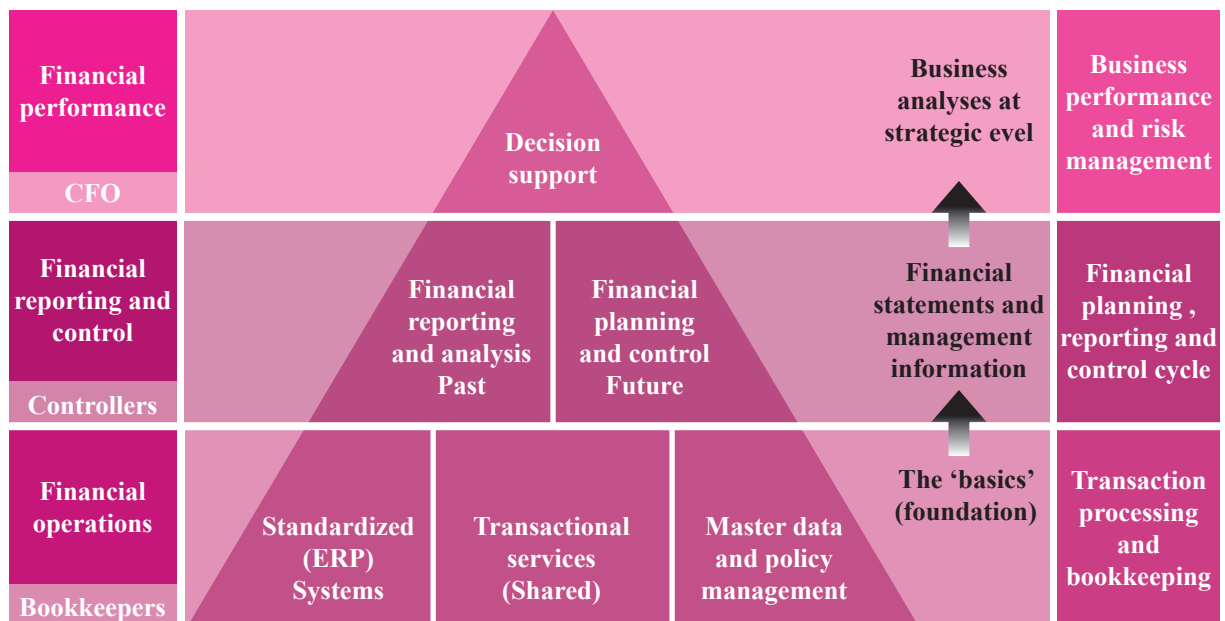 Financial
performance
CFO
Decision
support
Business
analyses at
strategic evel
Business
performance
and risk
management
Financial
reporting and
control
Controllers
Financial
reporting
and analysis
Past
Financial
planning
and control
Future
Financial
statements and
management
information
Financial
planning ,
reporting and
control cycle
Financial
operations
Bookkeepers
Standardized
(ERP)
Systems
Transactional
services
(Shared)
Master data
and policy
management
The ‘basics’
(foundation)
Transaction
processing
and
bookkeeping